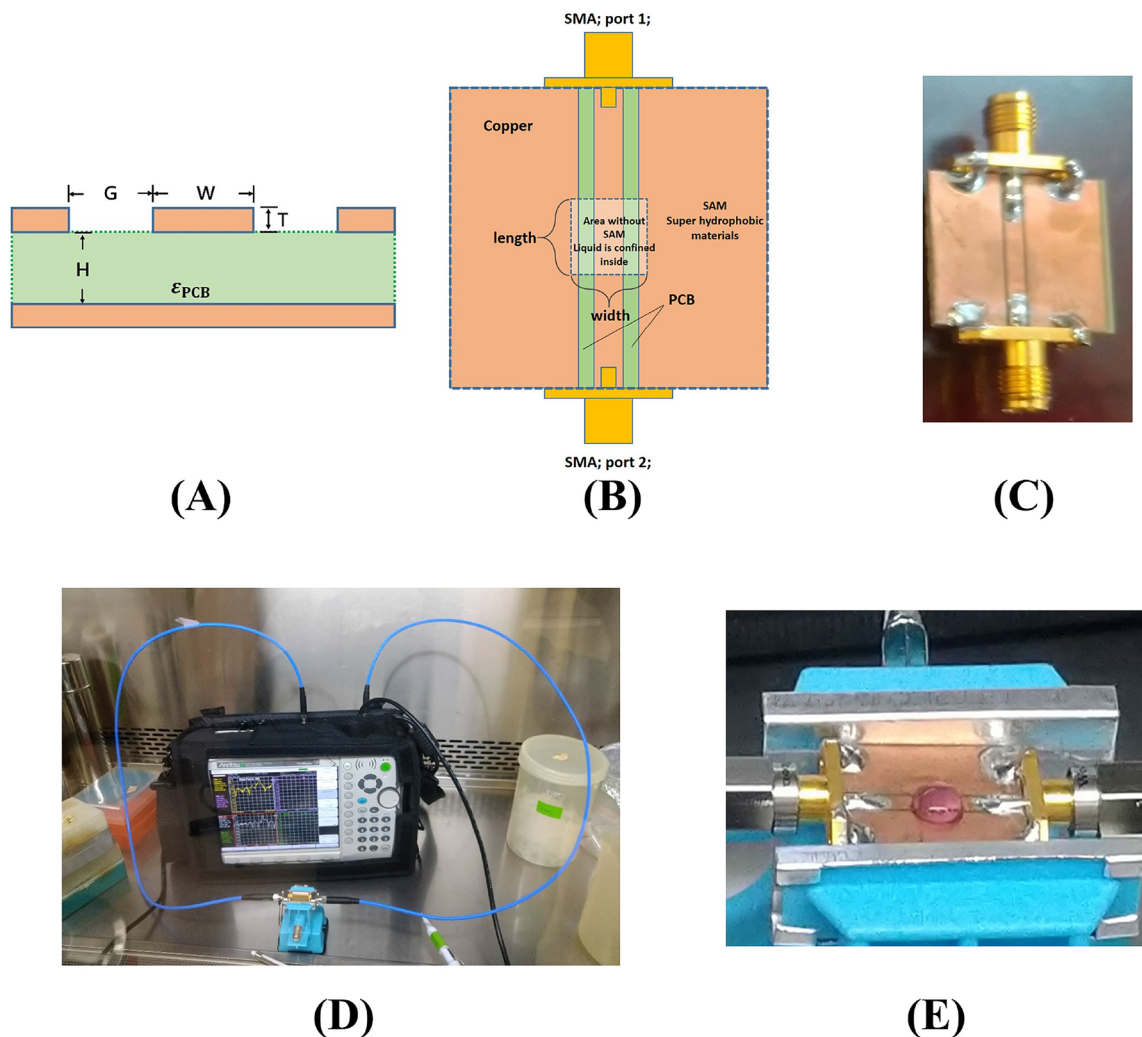 SMA; port 1;
Copper
G
W
T
H
εPCB
SAM
Super hydrophobic
materials
Area without
SAM
Liquid is confined
inside
length
width
PCB
SMA; port 2;
(A)
(B)
(C)
Anritsu
(D)
(E)